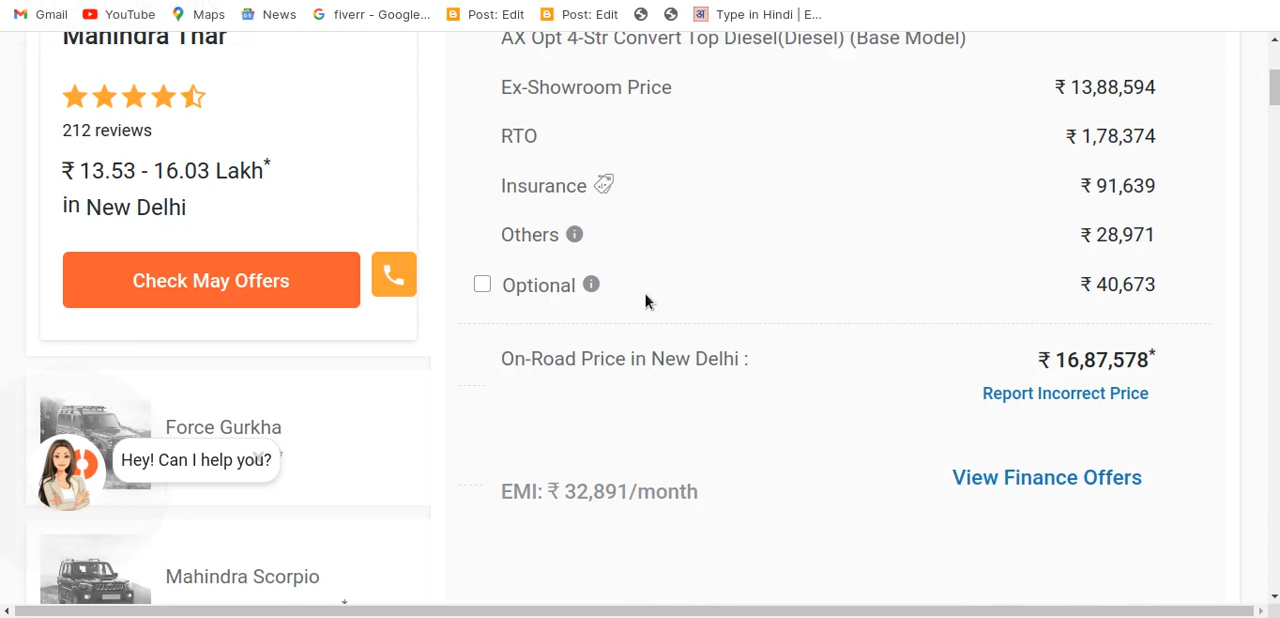 Gmail
YouTube
Maps
News
fiverr - Google...
Post: Edit
Post: Edit
अ
Type in Hindi | E...
Mahindra Thar
212 reviews
₹ 13.53 - 16.03 Lakh*
in New Delhi
Check May Offers
AX Opt 4-Str Convert Top Diesel(Diesel) (Base Model)
Ex-Showroom Price ₹ 13,88,594
RTO ₹ 1,78,374
Insurance ₹ 91,639
Others ₹ 28,971
Optional ₹ 40,673
On-Road Price in New Delhi : ₹ 16,87,578*
Report Incorrect Price
EMI: ₹ 32,891/month
View Finance Offers
Force Gurkha
Hey! Can I help you?
Mahindra Scorpio